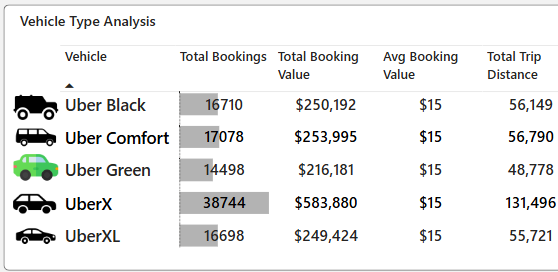 Vehicle Type Analysis
Vehicle Total Bookings Total Booking Value Avg Booking Value Total Trip Distance
Uber Black 16710 $250,192 $15 56,149
Uber Comfort 17078 $253,995 $15 56,790
Uber Green 14498 $216,181 $15 48,778
UberX 38744 $583,880 $15 131,496
UberXL 16698 $249,424 $15 55,721